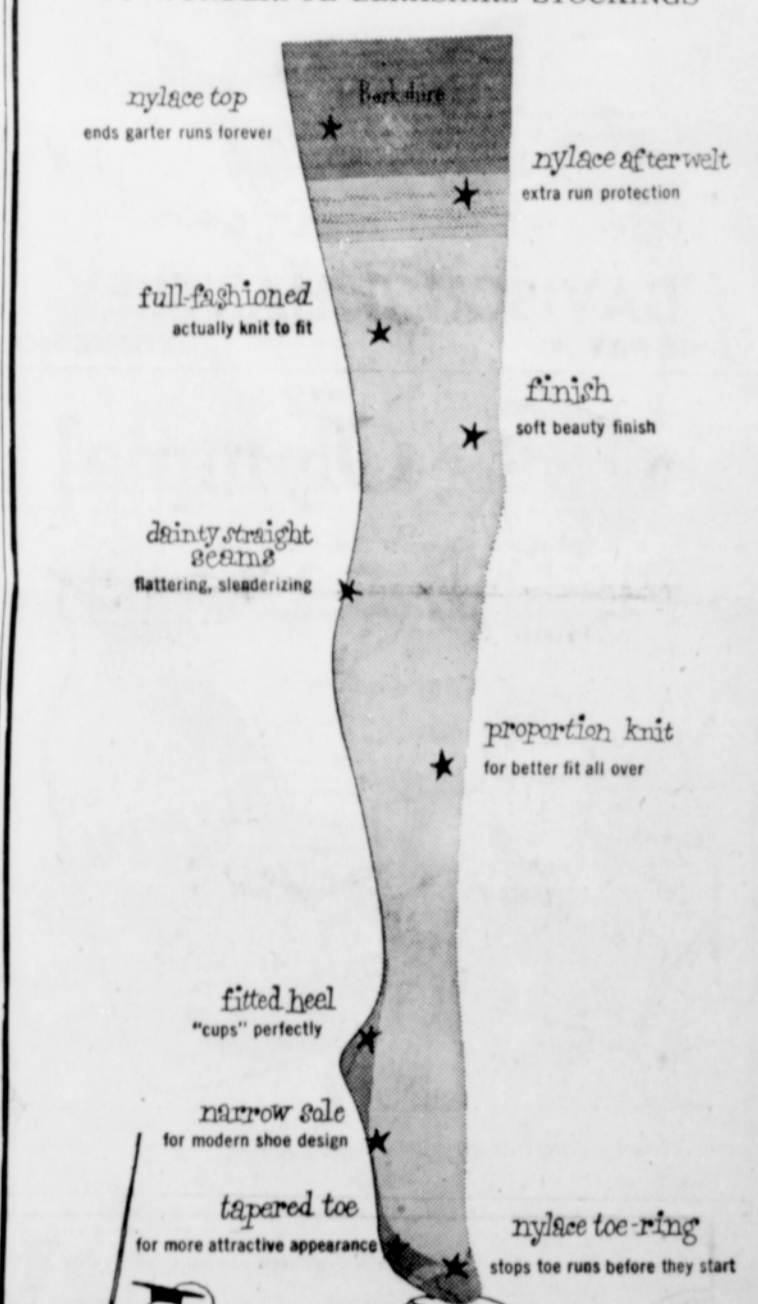 STOCKINGS
Berkshire
nylace top
ends garter runs forever
nylace afterwelt
extra run protection
full-fashioned
actually knit to fit
finish
soft beauty finish
dainty straight
seams
flattering, slenderizing
proportion knit
for better fit all over
fitted heel
"cups" perfectly
narrow sole
for modern shoe design
tapered toe
for more attractive appearance
nylace toe-ring
stops toe runs before they start